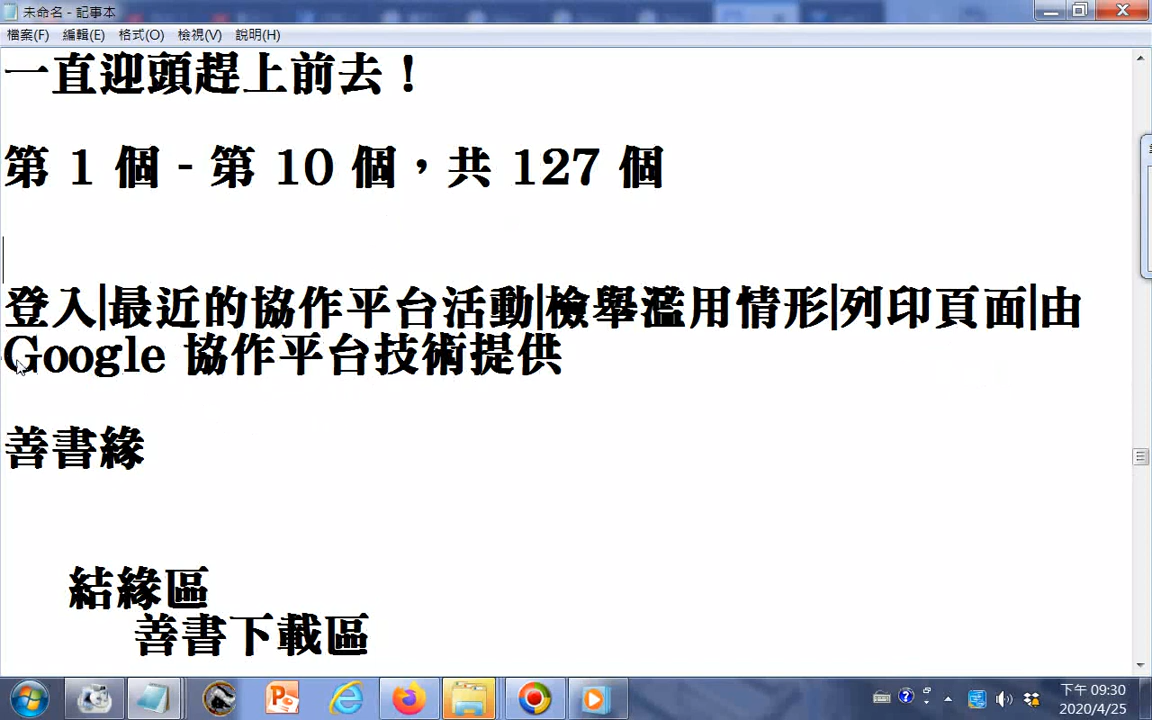 未命名 - 記事本
檔案(F) 編輯(E) 格式(O) 檢視(V) 說明(H)
一直迎頭趕上前去！
第 1 個 - 第 10 個，共 127 個
登入|最近的協作平台活動|檢舉濫用情形|列印頁面|由
Google 協作平台技術提供
善書緣
結緣區
善書下載區
下午 09:30
2020/4/25